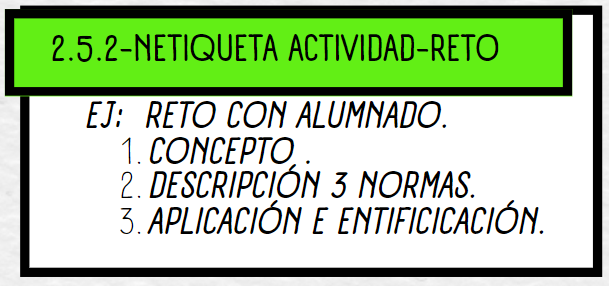 2.5.2-NETIQUETA ACTIVIDAD-RETO
EJ: RETO CON ALUMNADO.
1. CONCEPTO .
2. DESCRIPCIÓN 3 NORMAS.
3. APLICACIÓN E ENTIFICICACIÓN.